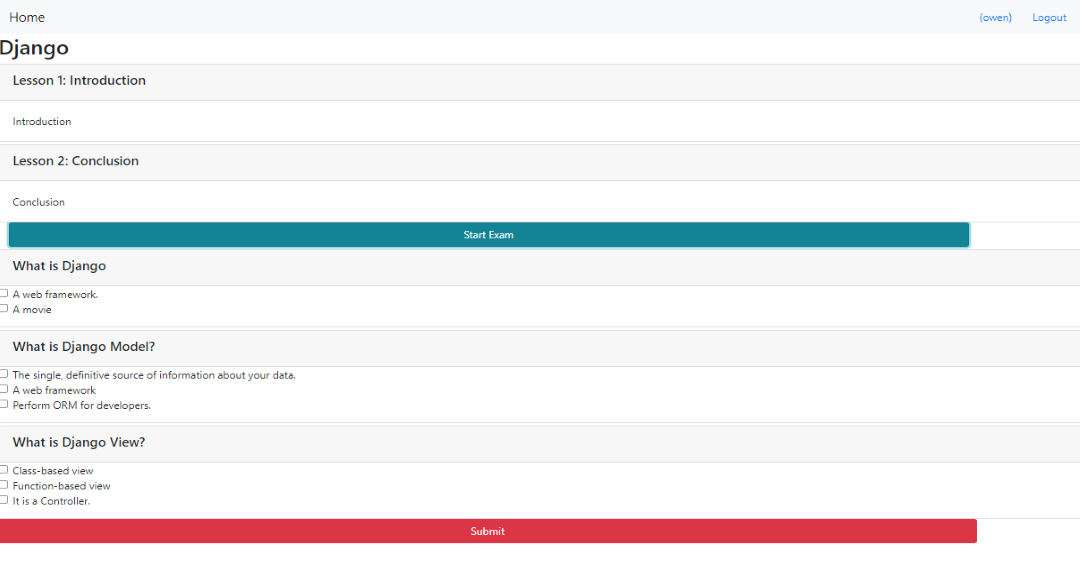 Home (owen) Logout
Django
Lesson 1: Introduction
Introduction
Lesson 2: Conclusion
Conclusion
Start Exam
What is Django
A web framework.
A movie
What is Django Model?
The single, definitive source of information about your data.
A web framework
Perform ORM for developers.
What is Django View?
Class-based view
Function-based view
It is a Controller.
Submit